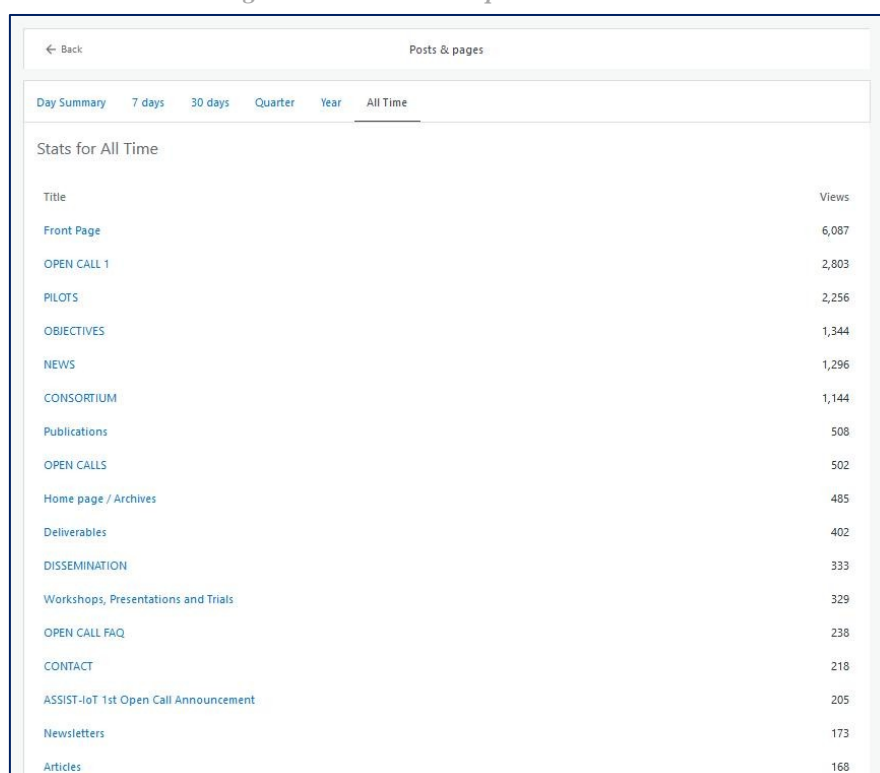 ← Back
Posts & pages
Day Summary 7 days 30 days Quarter Year All Time
Stats for All Time
Title Views
Front Page 6,087
OPEN CALL 1 2,803
PILOTS 2,256
OBJECTIVES 1,344
NEWS 1,296
CONSORTIUM 1,144
Publications 508
OPEN CALLS 502
Home page / Archives 485
Deliverables 402
DISSEMINATION 333
Workshops, Presentations and Trials 329
OPEN CALL FAQ 238
CONTACT 218
ASSIST-IoT 1st Open Call Announcement 205
Newsletters 173
Articles 168